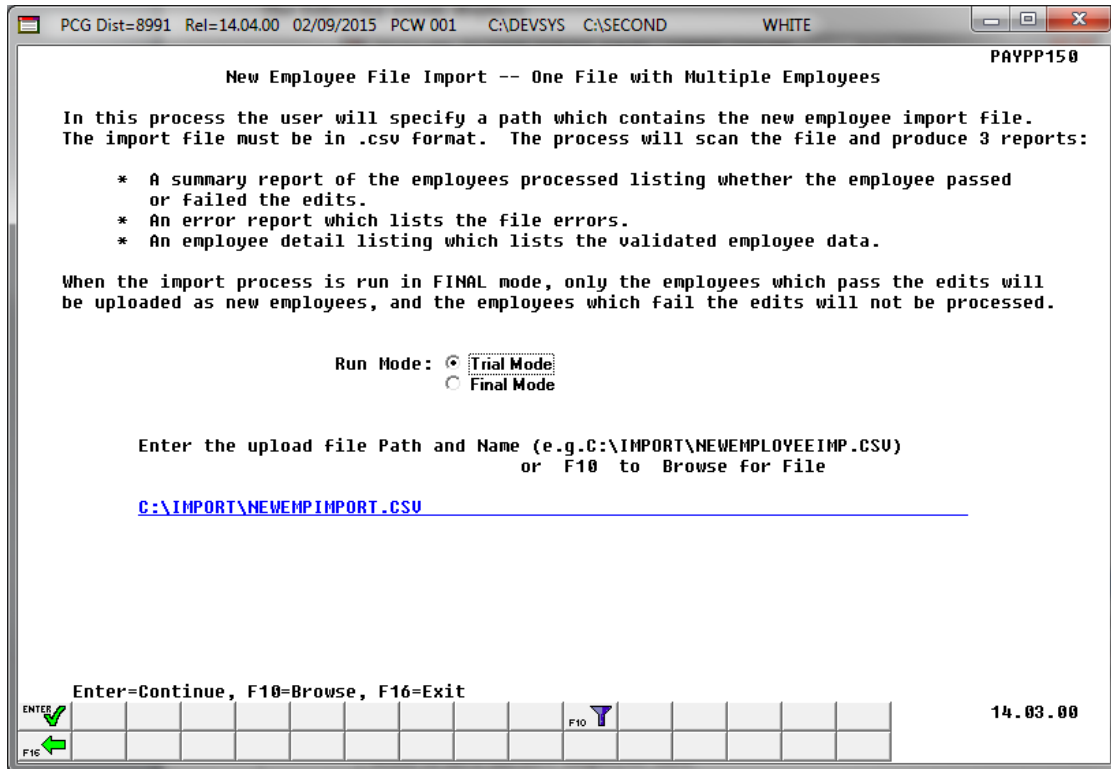 PCG Dist=8991 Rel=14.04.00 02/09/2015 PCW 001 C:\DEVSYS C:\SECOND WHITE
PAYPP150
New Employee File Import -- One File with Multiple Employees
In this process the user will specify a path which contains the new employee import file.
The import file must be in .csv format. The process will scan the file and produce 3 reports:
* A summary report of the employees processed listing whether the employee passed
or failed the edits.
* An error report which lists the file errors.
* An employee detail listing which lists the validated employee data.
When the import process is run in FINAL mode, only the employees which pass the edits will
be uploaded as new employees, and the employees which fail the edits will not be processed.
Run Mode: Trial Mode
Final Mode
Enter the upload file Path and Name (e.g.C:\IMPORT\NEWEMPLOYEEIMP.CSV)
or F10 to Browse for File
C:\IMPORT\NEWEMPIMPORT.CSV
Enter=Continue, F10=Browse, F16=Exit
ENTER F10 14.03.00
F16